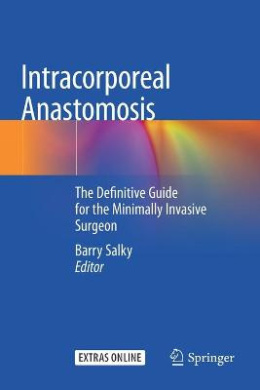 Intracorporeal
Anastomosis
The Definitive Guide
for the Minimally Invasive
Surgeon
Barry Salky
Editor
EXTRAS ONLINE
Springer